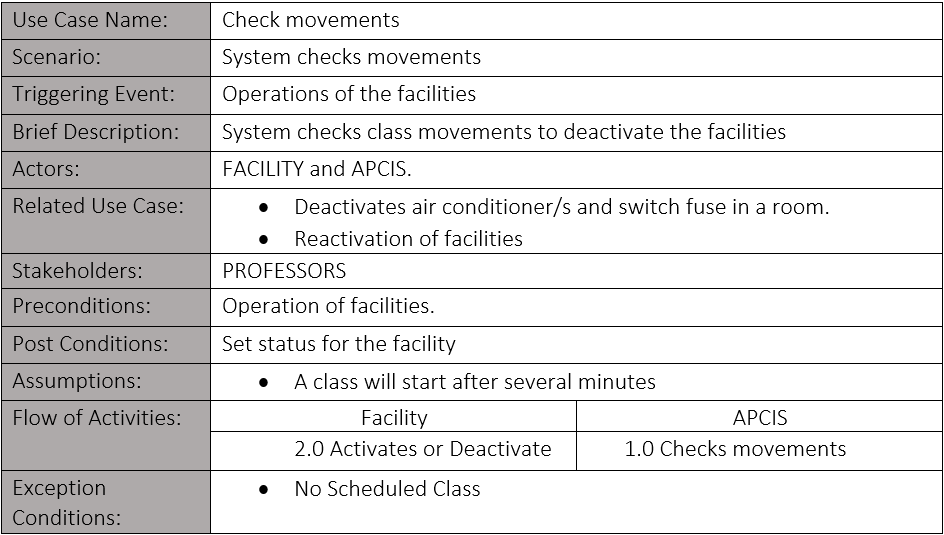 Use Case Name: Check movements
Scenario: System checks movements
Triggering Event: Operations of the facilities
Brief Description: System checks class movements to deactivate the facilities
Actors: FACILITY and APCIS.
Related Use Case: • Deactivates air conditioner/s and switch fuse in a room.
• Reactivation of facilities
Stakeholders: PROFESSORS
Preconditions: Operation of facilities.
Post Conditions: Set status for the facility
Assumptions: • A class will start after several minutes
Flow of Activities: Facility APCIS
2.0 Activates or Deactivate 1.0 Checks movements
Exception • No Scheduled Class
Conditions: